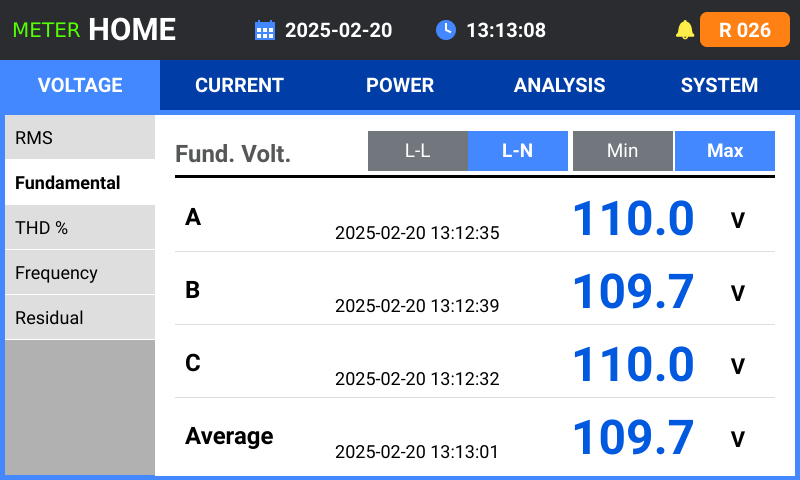 METER HOME 2025-02-20 13:13:08 R 026
VOLTAGE CURRENT POWER ANALYSIS SYSTEM
RMS
Fundamental
THD %
Frequency
Residual
Fund. Volt. L-L L-N Min Max
A 2025-02-20 13:12:35 110.0 V
B 2025-02-20 13:12:39 109.7 V
C 2025-02-20 13:12:32 110.0 V
Average 2025-02-20 13:13:01 109.7 V